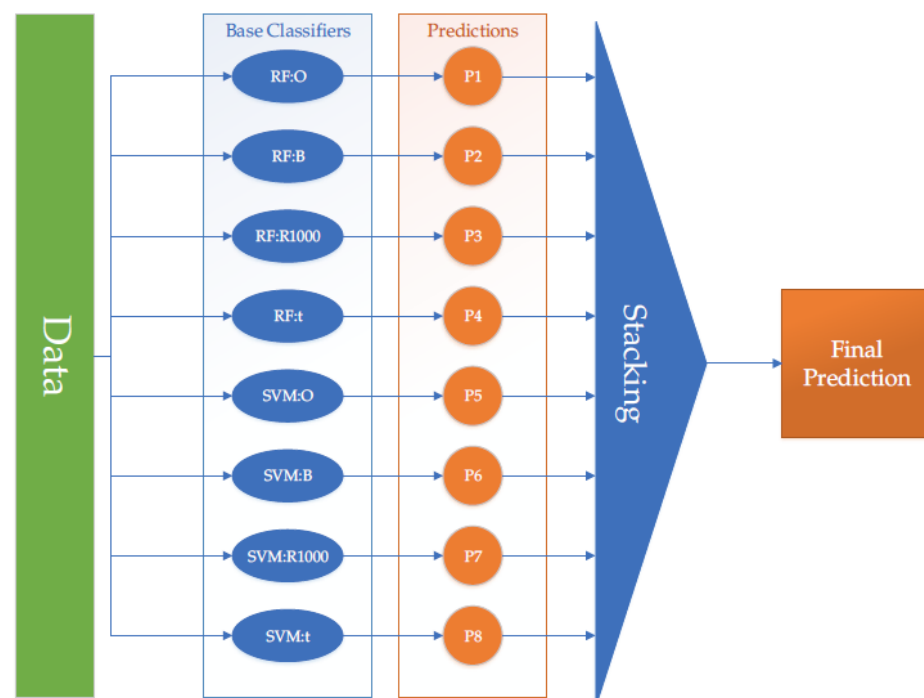 Data
Base Classifiers
Predictions
RF:O
P1
RF:B
P2
RF:R1000
P3
RF:t
P4
SVM:O
P5
SVM:B
P6
SVM:R1000
P7
SVM:t
P8
Stacking
Final
Prediction